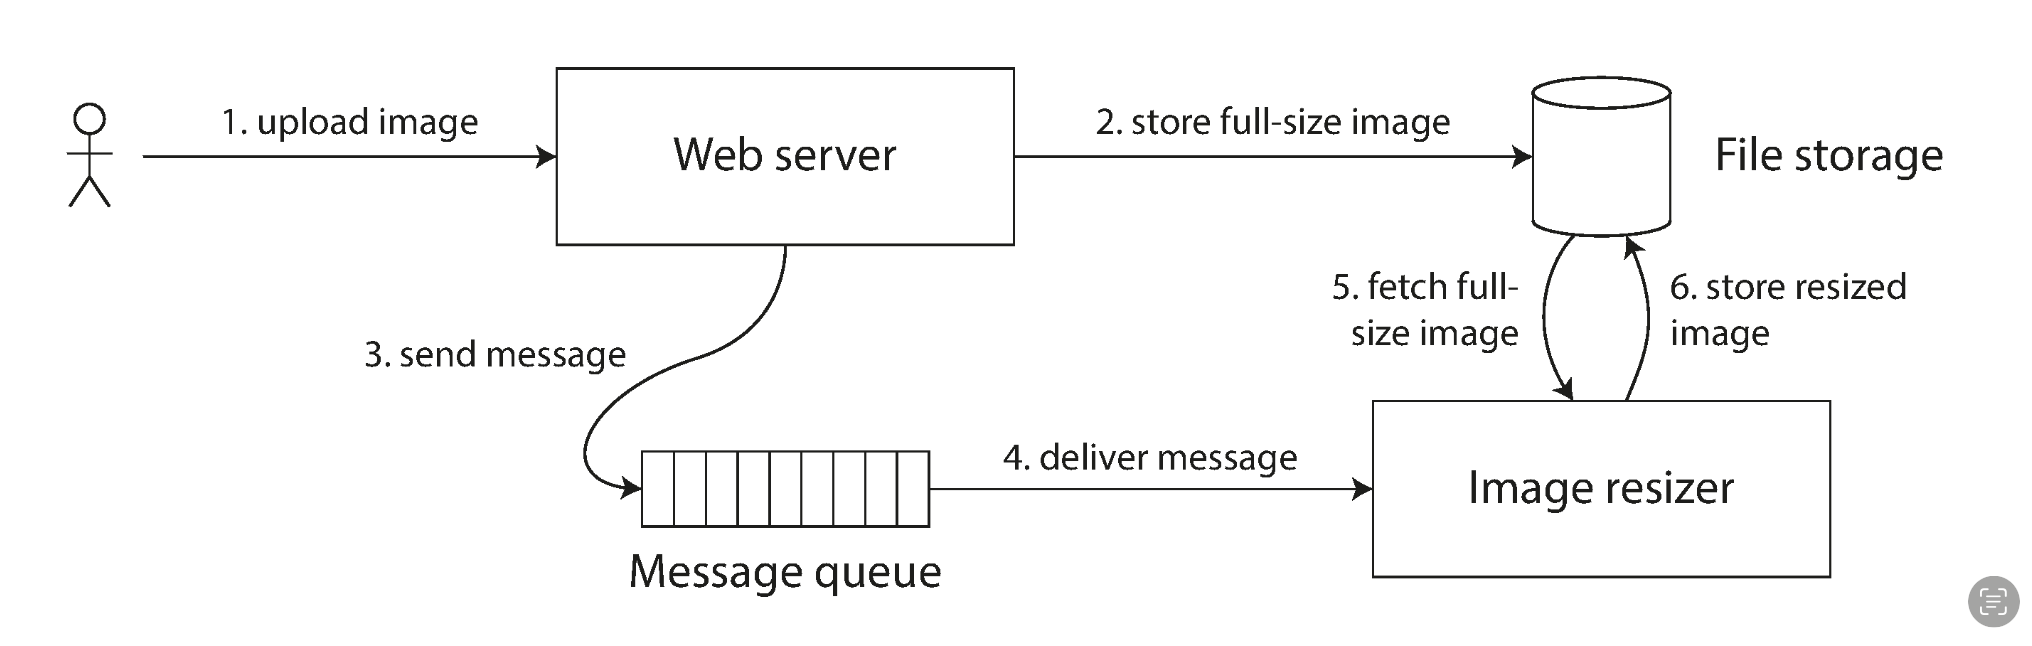 1. upload image
Web server
2. store full-size image
File storage
3. send message
5. fetch full-
size image
6. store resized
image
4. deliver message
Message queue
Image resizer